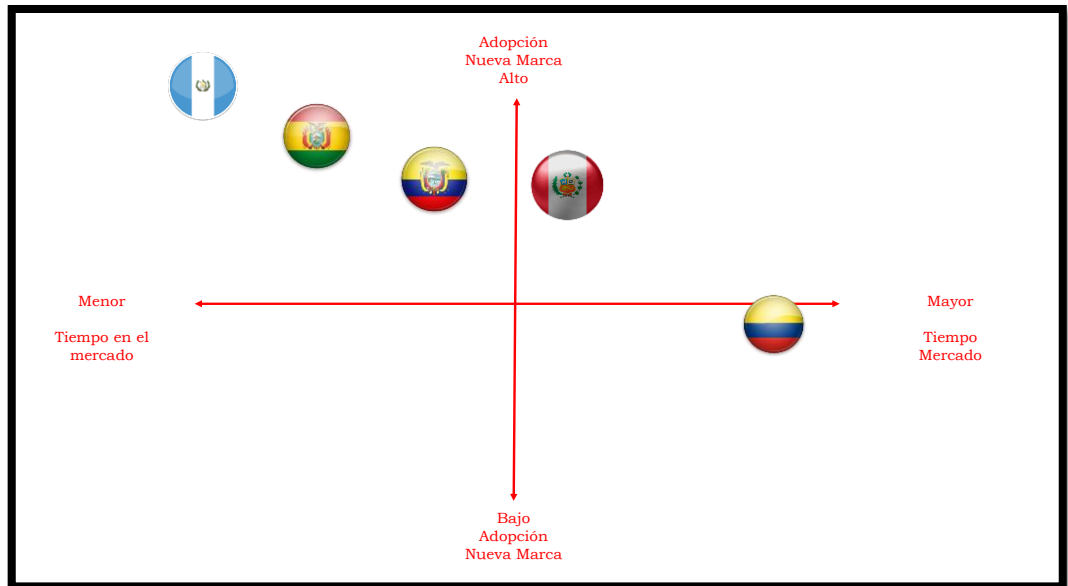 Adopción
Nueva Marca
Alto
Menor
Tiempo en el
mercado
Mayor
Tiempo
Mercado
Bajo
Adopción
Nueva Marca